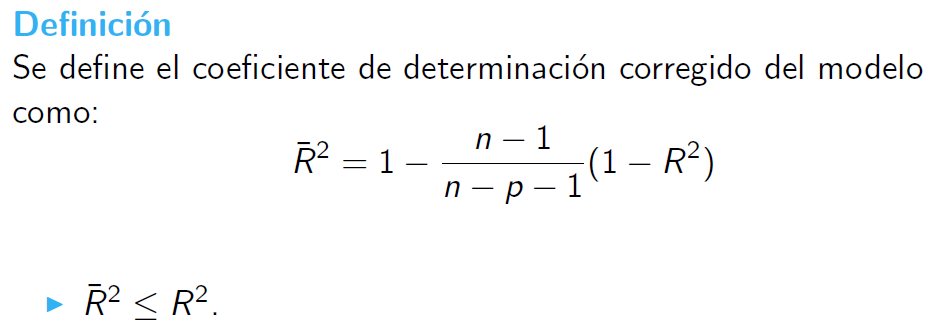 Definición
Se define el coeficiente de determinación corregido del modelo
como:
R̄² = 1 − \frac{n − 1}{n − p − 1}(1 − R²)
▶ R̄² ≤ R².